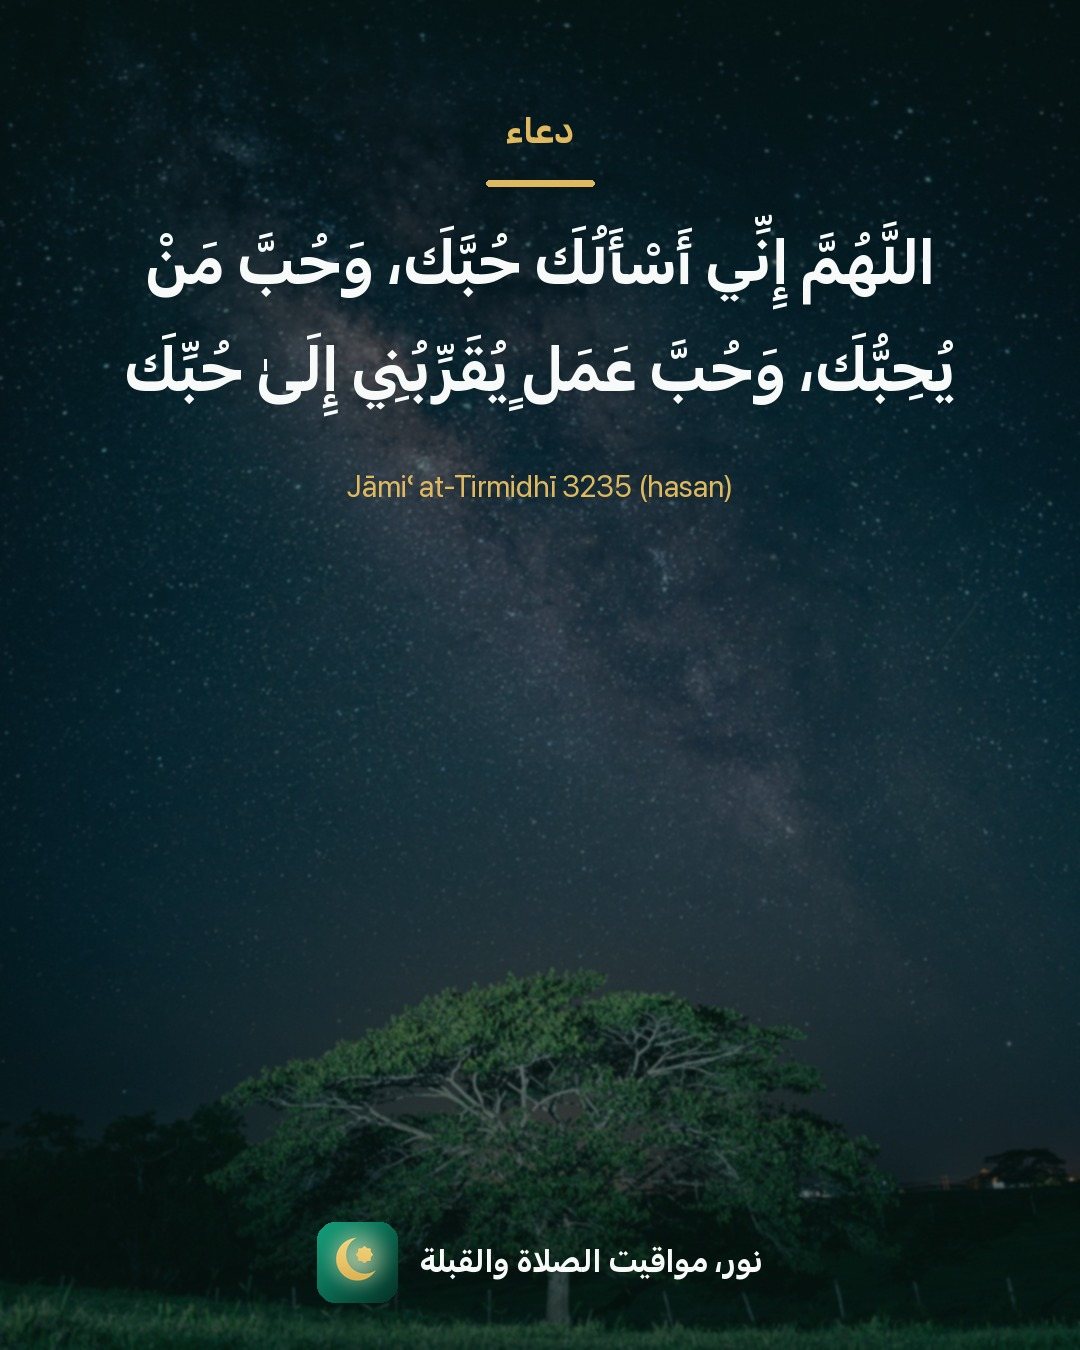 دعاء
اللَّهُمَّ إِنِّي أَسْأَلُكَ حُبَّكَ، وَحُبَّ مَنْ
يُحِبُّكَ، وَحُبَّ عَمَلٍ يُقَرِّبُنِي إِلَىٰ حُبِّكَ
Jāmiʿ at-Tirmidhī 3235 (hasan)
نور، مواقيت الصلاة والقبلة